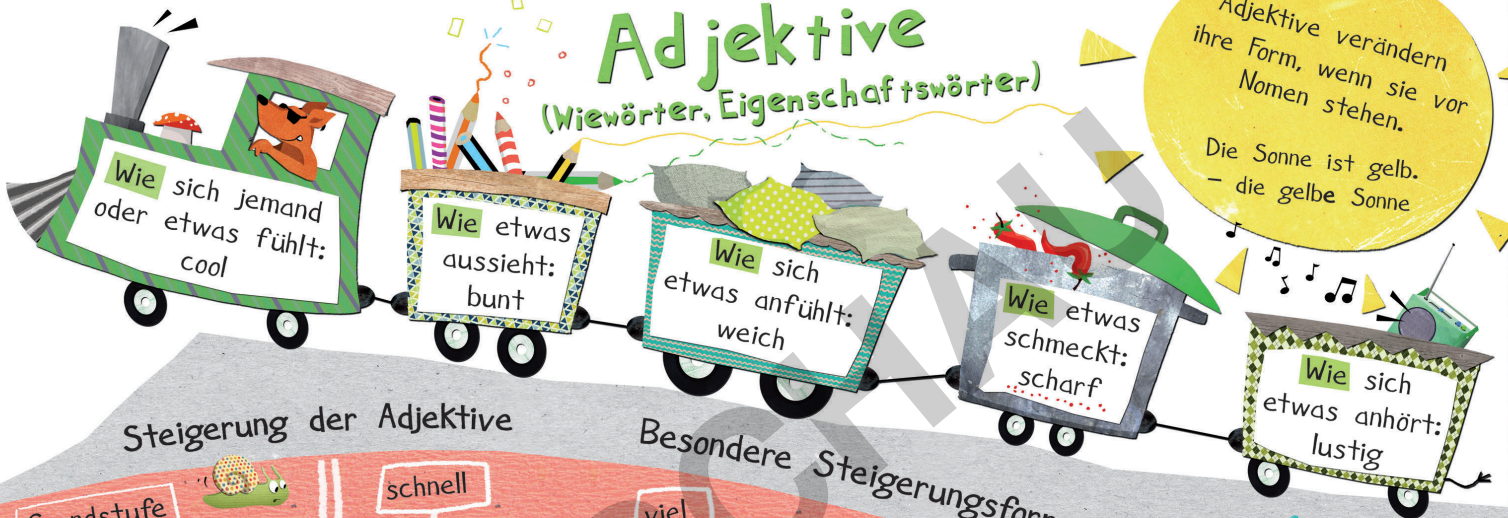 Adjektive
(Wiewörter, Eigenschaftswörter)
Adjektive verändern
ihre Form, wenn sie vor
Nomen stehen.
Die Sonne ist gelb.
– die gelbe Sonne
Wie sich jemand
oder etwas fühlt:
cool
Wie etwas
aussieht:
bunt
Wie sich
etwas anfühlt:
weich
Wie etwas
schmeckt:
scharf
Wie sich
etwas anhört:
lustig
Steigerung der Adjektive
Besondere
schnell
viel